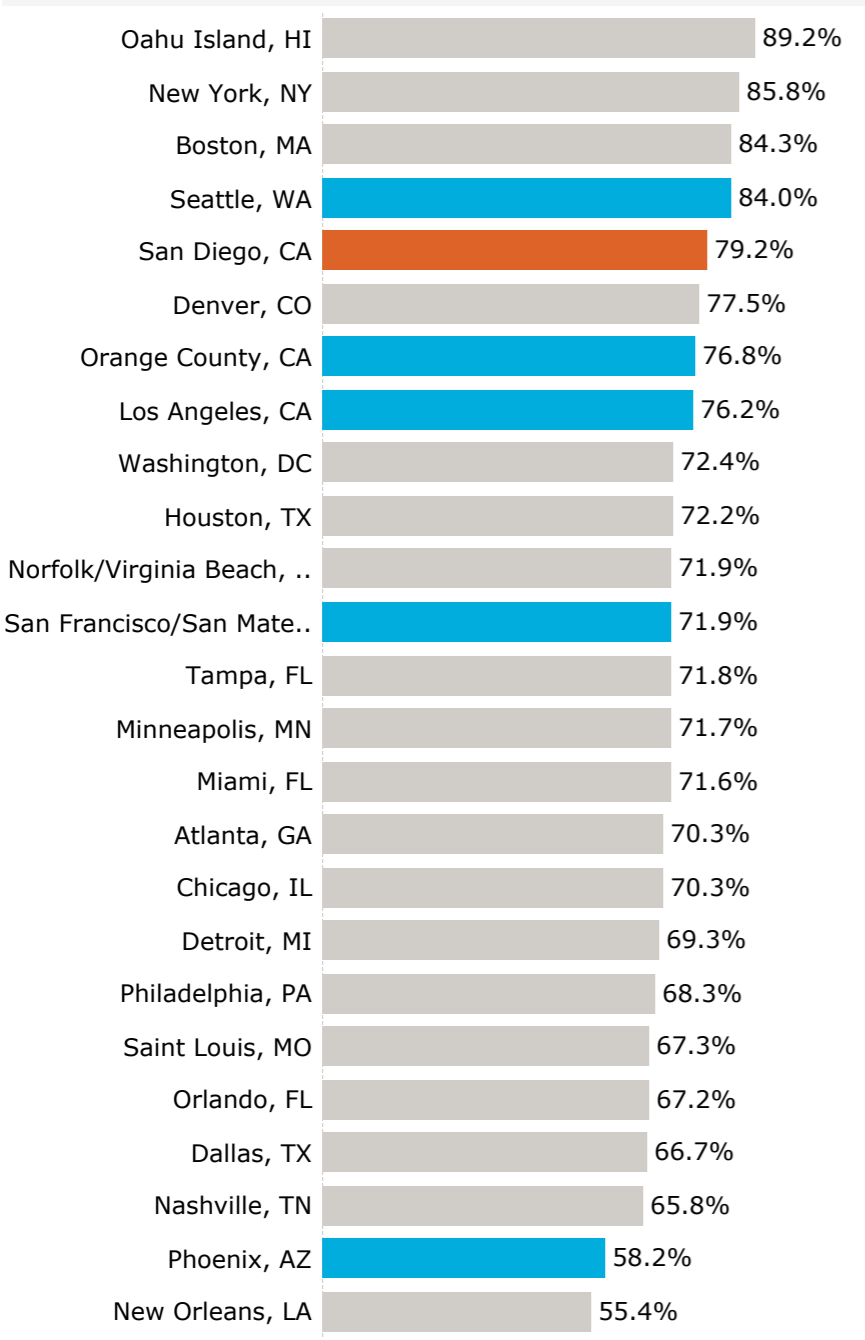 Oahu Island, HI 89.2%
New York, NY 85.8%
Boston, MA 84.3%
Seattle, WA 84.0%
San Diego, CA 79.2%
Denver, CO 77.5%
Orange County, CA 76.8%
Los Angeles, CA 76.2%
Washington, DC 72.4%
Houston, TX 72.2%
Norfolk/Virginia Beach, .. 71.9%
San Francisco/San Mate.. 71.9%
Tampa, FL 71.8%
Minneapolis, MN 71.7%
Miami, FL 71.6%
Atlanta, GA 70.3%
Chicago, IL 70.3%
Detroit, MI 69.3%
Philadelphia, PA 68.3%
Saint Louis, MO 67.3%
Orlando, FL 67.2%
Dallas, TX 66.7%
Nashville, TN 65.8%
Phoenix, AZ 58.2%
New Orleans, LA 55.4%